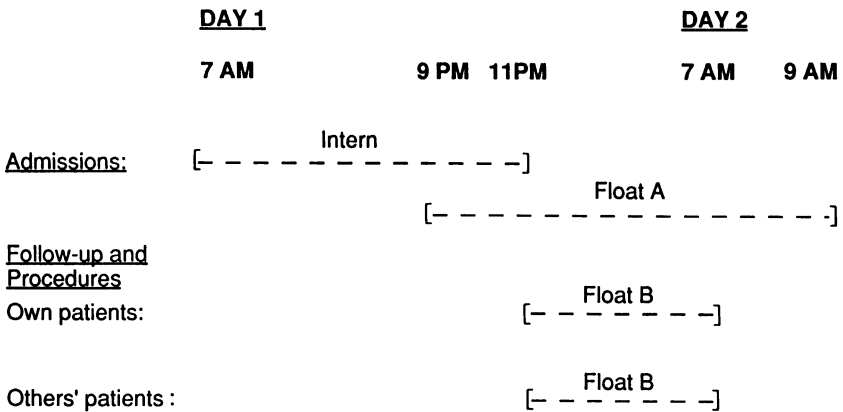 DAY 1 DAY 2
7 AM 9 PM 11PM 7 AM 9 AM
Intern
Admissions:
Float A
Follow-up and
Procedures
Float B
Own patients:
Float B
Others' patients :